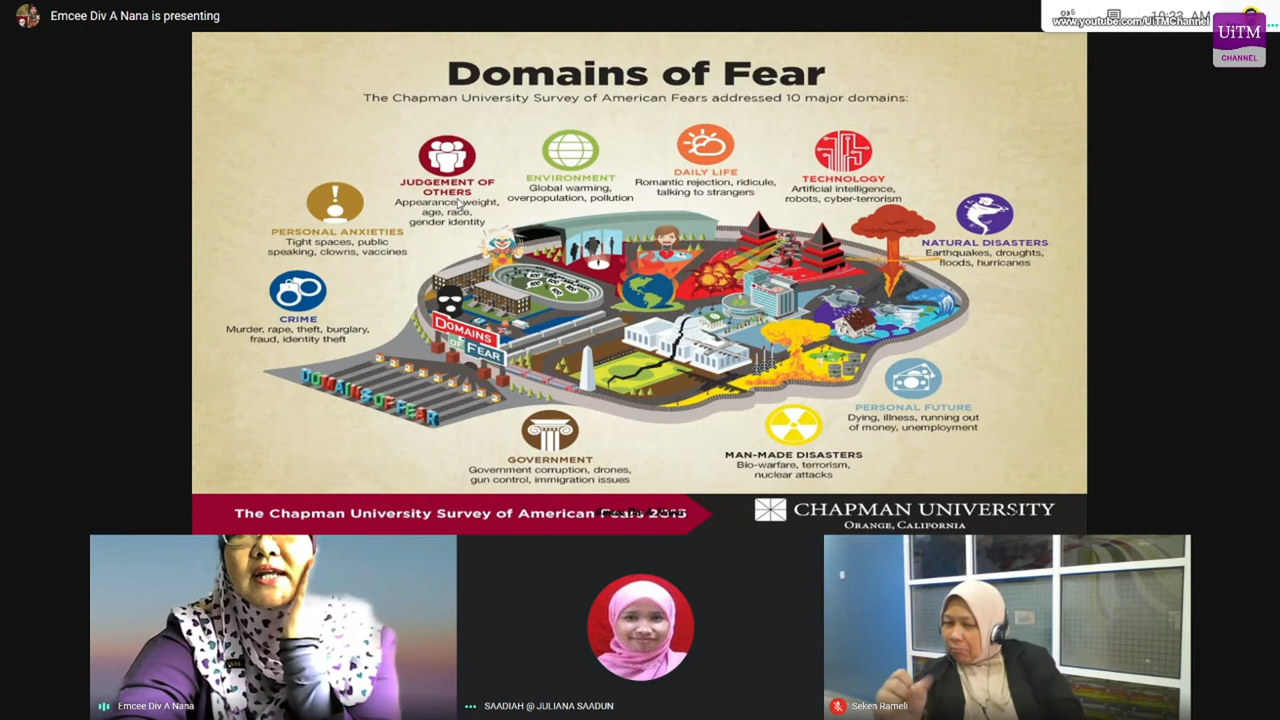 Emcee Div A Nana is presenting
www.youtube.com/UiTMChannel
UiTM
CHANNEL
Domains of Fear
The Chapman University Survey of American Fears addressed 10 major domains:
JUDGEMENT OF
OTHERS
Appearance, weight,
age, race,
gender identity
ENVIRONMENT
Global warming,
overpopulation, pollution
DAILY LIFE
Romantic rejection, ridicule,
talking to strangers
TECHNOLOGY
Artificial intelligence,
robots, cyber-terrorism
PERSONAL ANXIETIES
Tight spaces, public
speaking, clowns, vaccines
NATURAL DISASTERS
Earthquakes, droughts,
floods, hurricanes
CRIME
Murder, rape, theft, burglary,
fraud, identity theft
DOMAINS
OF FEAR
DOMAINS OF FEAR
PERSONAL FUTURE
Dying, illness, running out
of money, unemployment
GOVERNMENT
Government corruption, drones,
gun control, immigration issues
MAN-MADE DISASTERS
Bio-warfare, terrorism,
nuclear attacks
The Chapman University Survey of American Fears 2015
CHAPMAN UNIVERSITY
ORANGE, CALIFORNIA
Emcee Div A Nana
SAADIAH @ JULIANA SAADUN
Seken Rameli